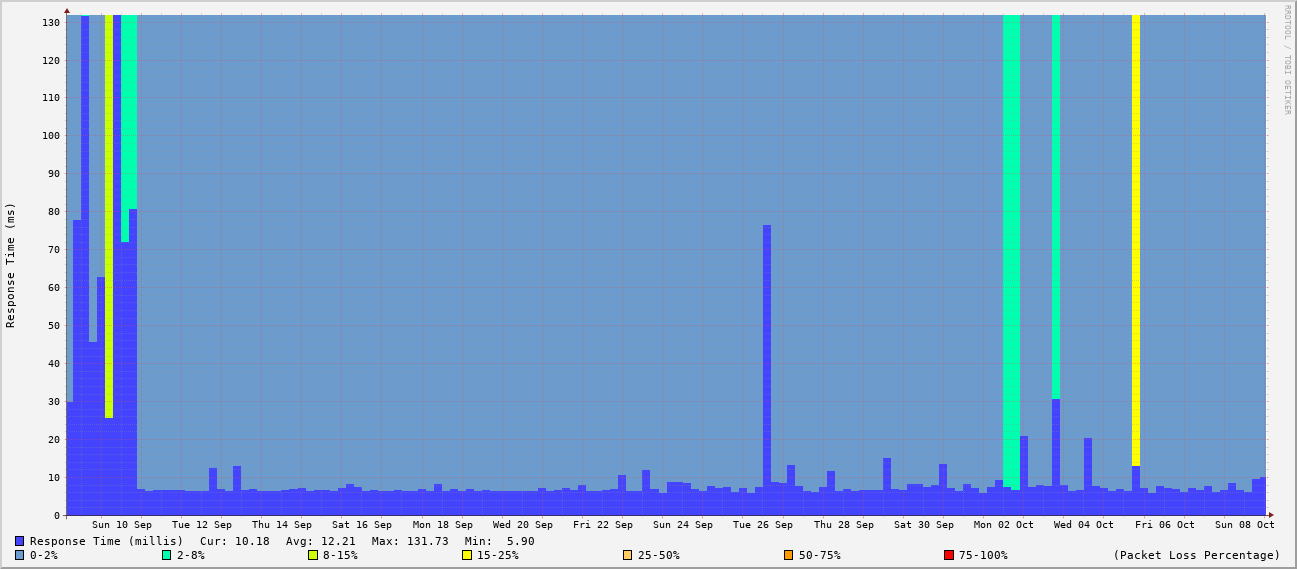 RRDTOOL / TOBI OETIKER
Response Time (ms)
130
120
110
100
90
80
70
60
50
40
30
20
10
0
Sun 10 Sep Tue 12 Sep Thu 14 Sep Sat 16 Sep Mon 18 Sep Wed 20 Sep Fri 22 Sep Sun 24 Sep Tue 26 Sep Thu 28 Sep Sat 30 Sep Mon 02 Oct Wed 04 Oct Fri 06 Oct Sun 08 Oct
Response Time (millis) Cur: 10.18 Avg: 12.21 Max: 131.73 Min: 5.90
0-2% 2-8% 8-15% 15-25% 25-50% 50-75% 75-100% (Packet Loss Percentage)